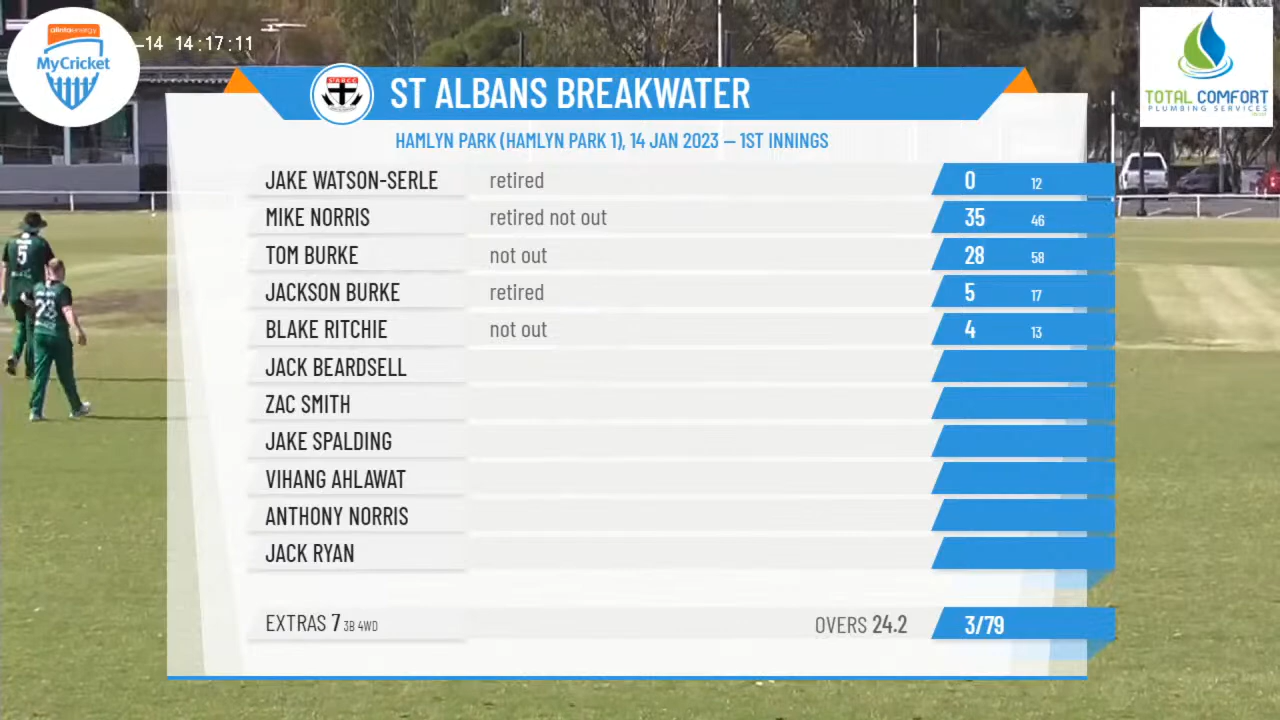 alintaenergy
MyCricket
-14 14:17:11
TOTAL COMFORT
PLUMBING SERVICES
ST ALBANS BREAKWATER
HAMLYN PARK (HAMLYN PARK 1), 14 JAN 2023 – 1ST INNINGS
JAKE WATSON-SERLE retired 0 12
MIKE NORRIS retired not out 35 46
TOM BURKE not out 28 58
JACKSON BURKE retired 5 17
BLAKE RITCHIE not out 4 13
JACK BEARDSELL
ZAC SMITH
JAKE SPALDING
VIHANG AHLAWAT
ANTHONY NORRIS
JACK RYAN
EXTRAS 7 3B 4WD OVERS 24.2 3/79
5
23